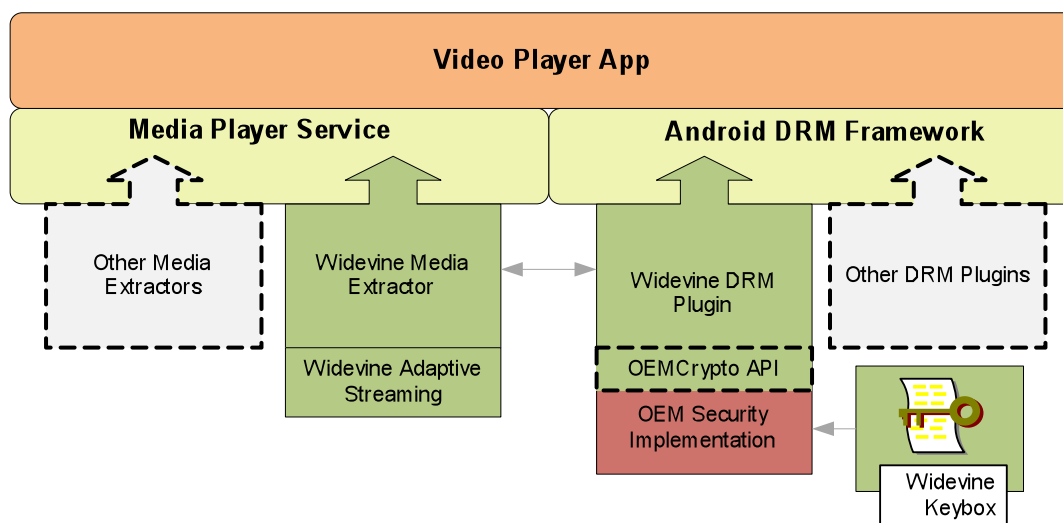 Video Player App
Media Player Service
Android DRM Framework
Other Media
Extractors
Widevine Media
Extractor
Widevine DRM
Plugin
Other DRM Plugins
Widevine Adaptive
Streaming
OEMCrypto API
OEM Security
Implementation
Widevine
Keybox